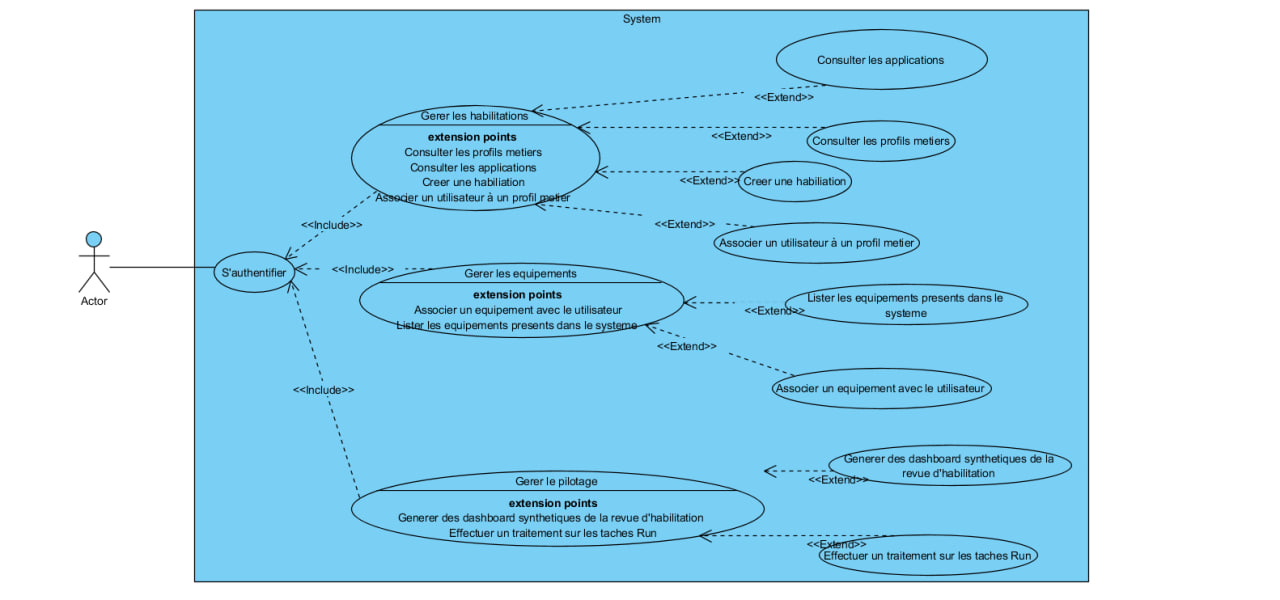 System
Consulter les applications
<<Extend>>
Gerer les habilitations
extension points
Consulter les profils metiers
Consulter les applications
Creer une habiliation
Associer un utilisateur à un profil metier
<<Extend>>
Consulter les profils metiers
<<Extend>>
Creer une habiliation
<<Extend>>
Associer un utilisateur à un profil metier
<<Include>>
Actor
S'authentifier
<<Include>>
Gerer les equipements
extension points
Associer un equipement avec le utilisateur
Lister les equipements presents dans le systeme
<<Extend>>
Lister les equipements presents dans le
systeme
<<Extend>>
Associer un equipement avec le utilisateur
<<Include>>
Gerer le pilotage
extension points
Generer des dashboard synthetiques de la revue d'habilitation
Effectuer un traitement sur les taches Run
<<Extend>>
Generer des dashboard synthetiques de la
revue d'habilitation
<<Extend>>
Effectuer un traitement sur les taches Run